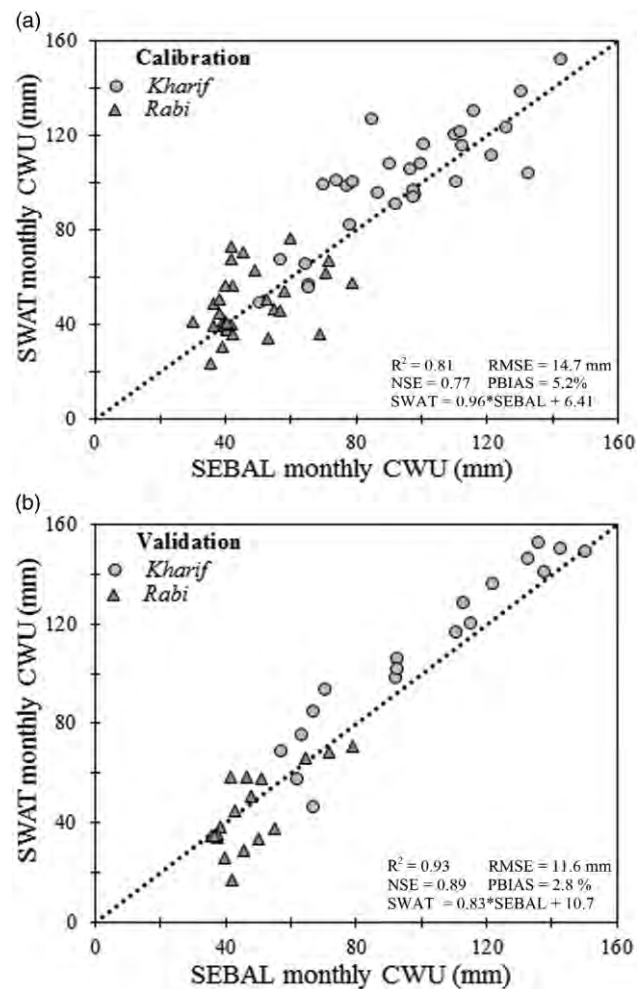 (a)
160
120
80
40
0
SWAT monthly CWU (mm)
Calibration
Kharif
Rabi
R² = 0.81 RMSE = 14.7 mm
NSE = 0.77 PBIAS = 5.2%
SWAT = 0.96*SEBAL + 6.41
0 40 80 120 160
SEBAL monthly CWU (mm)
(b)
160
120
80
40
0
SWAT monthly CWU (mm)
Validation
Kharif
Rabi
R² = 0.93 RMSE = 11.6 mm
NSE = 0.89 PBIAS = 2.8 %
SWAT = 0.83*SEBAL + 10.7
0 40 80 120 160
SEBAL monthly CWU (mm)